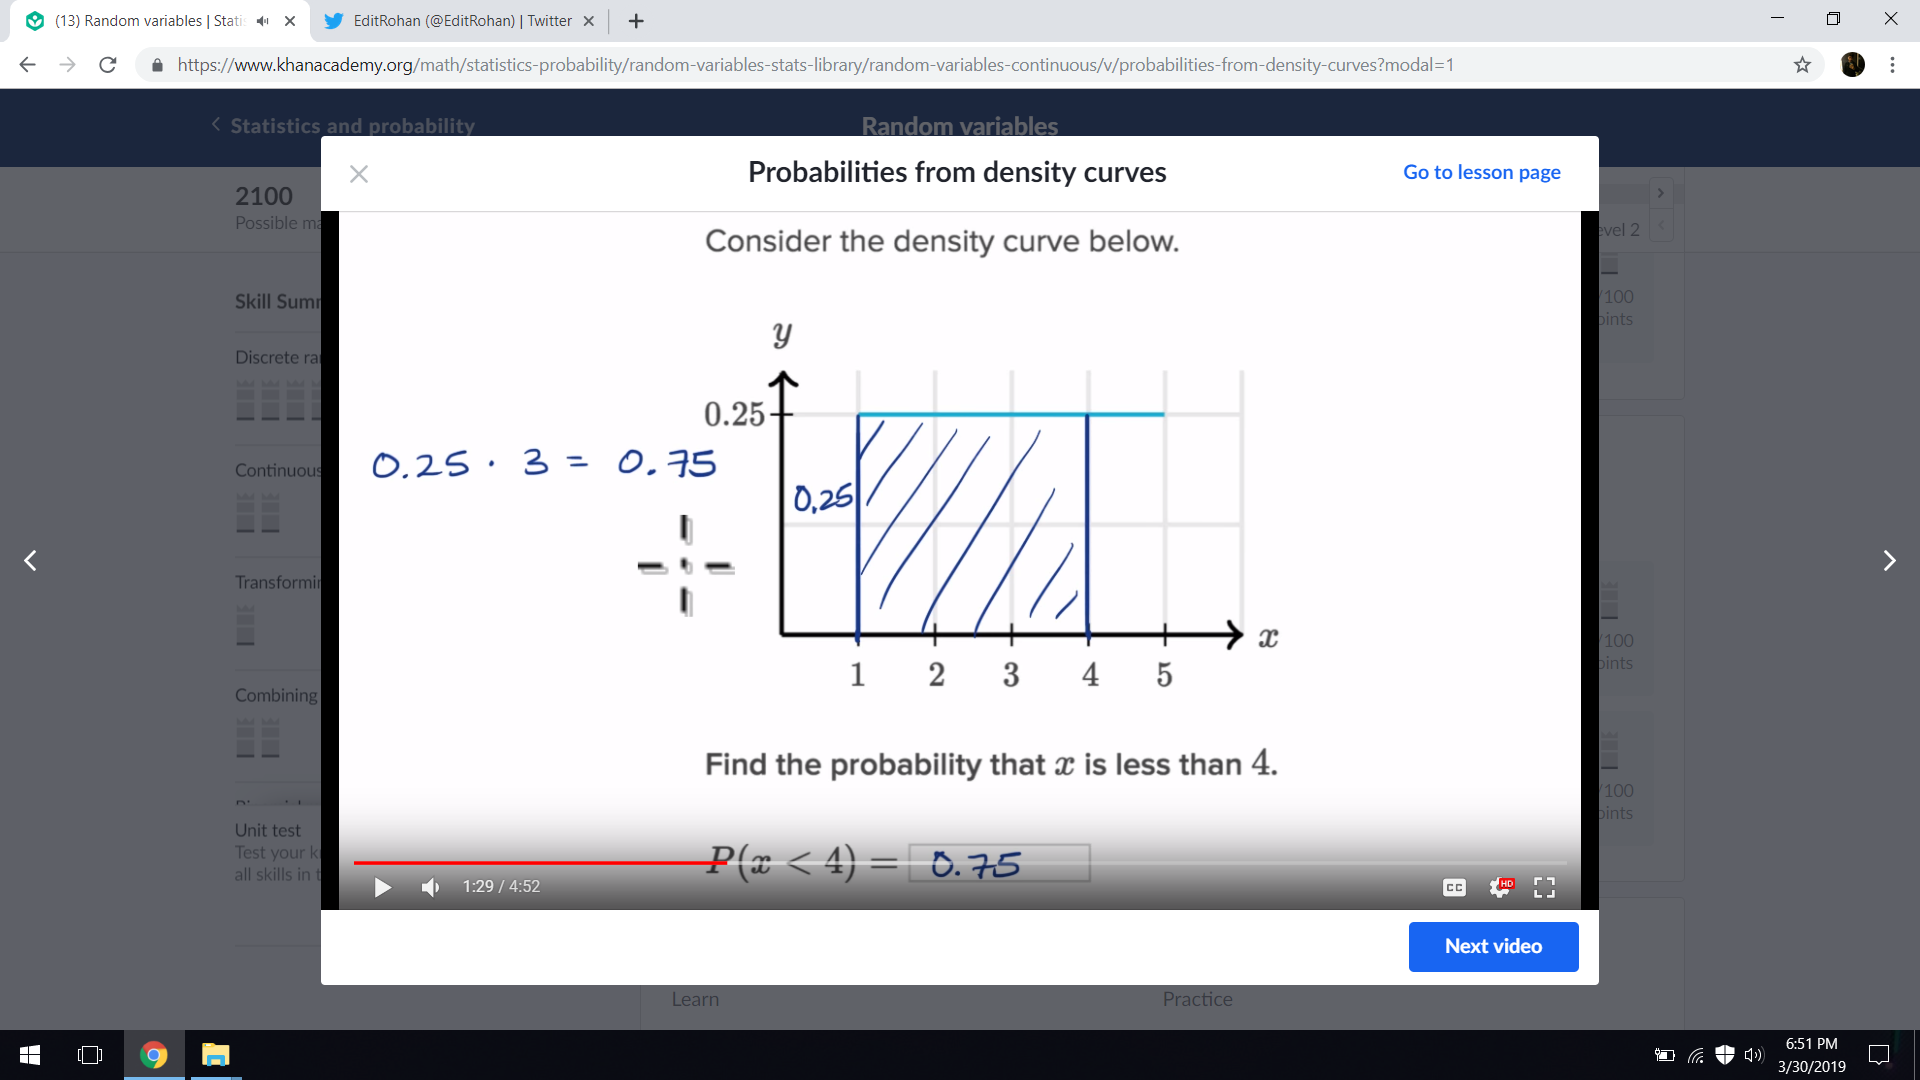 (13) Random variables | Stati
EditRohan (@EditRohan) | Twitter
https://www.khanacademy.org/math/statistics-probability/random-variables-stats-library/random-variables-continuous/v/probabilities-from-density-curves?modal=1
Statistics and probability
Random variables
Probabilities from density curves
Go to lesson page
2100
Possible ma
evel 2
Consider the density curve below.
Skill Summ
/100
oints
y
Discrete ra
0.25
0.25 · 3 = 0.75
Continuous
0.25
Transformin
x
/100
oints
1 2 3 4 5
Combining
Find the probability that x is less than 4.
/100
oints
Unit test
Test your k
all skills in t
P(x < 4) = 0.75
1:29 / 4:52
CC
HD
Next video
Learn
Practice
6:51 PM
3/30/2019